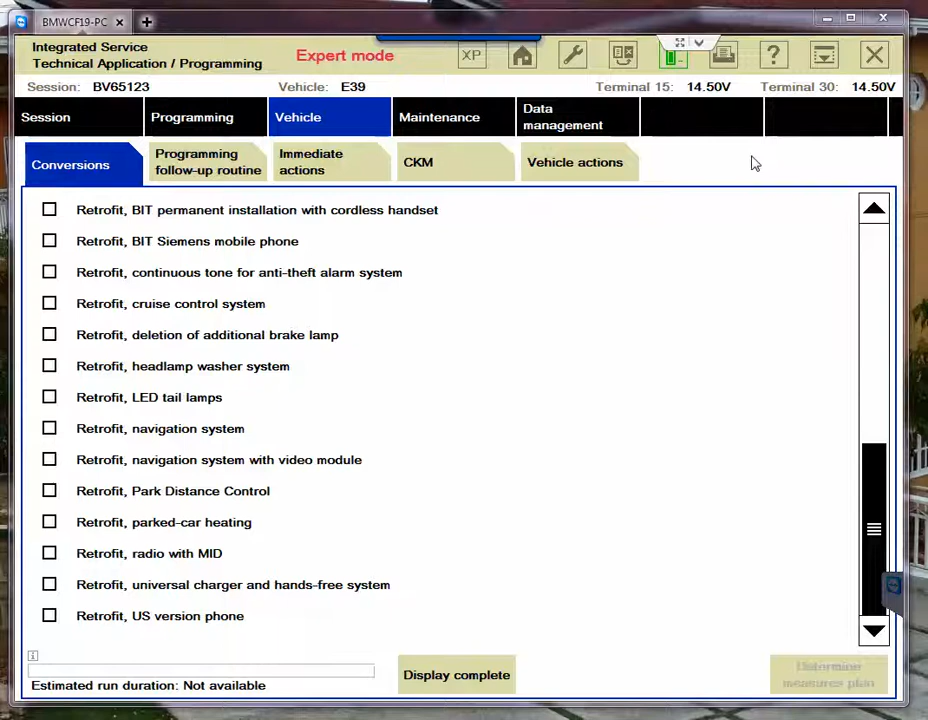 BMWCF19-PC
Integrated Service
Technical Application / Programming
Expert mode
XP
?
Session: BV65123
Vehicle: E39
Terminal 15: 14.50V
Terminal 30: 14.50V
Session
Programming
Vehicle
Maintenance
Data
management
Conversions
Programming
follow-up routine
Immediate
actions
CKM
Vehicle actions
Retrofit, BIT permanent installation with cordless handset
Retrofit, BIT Siemens mobile phone
Retrofit, continuous tone for anti-theft alarm system
Retrofit, cruise control system
Retrofit, deletion of additional brake lamp
Retrofit, headlamp washer system
Retrofit, LED tail lamps
Retrofit, navigation system
Retrofit, navigation system with video module
Retrofit, Park Distance Control
Retrofit, parked-car heating
Retrofit, radio with MID
Retrofit, universal charger and hands-free system
Retrofit, US version phone
i
Estimated run duration: Not available
Display complete
Determine
measures plan